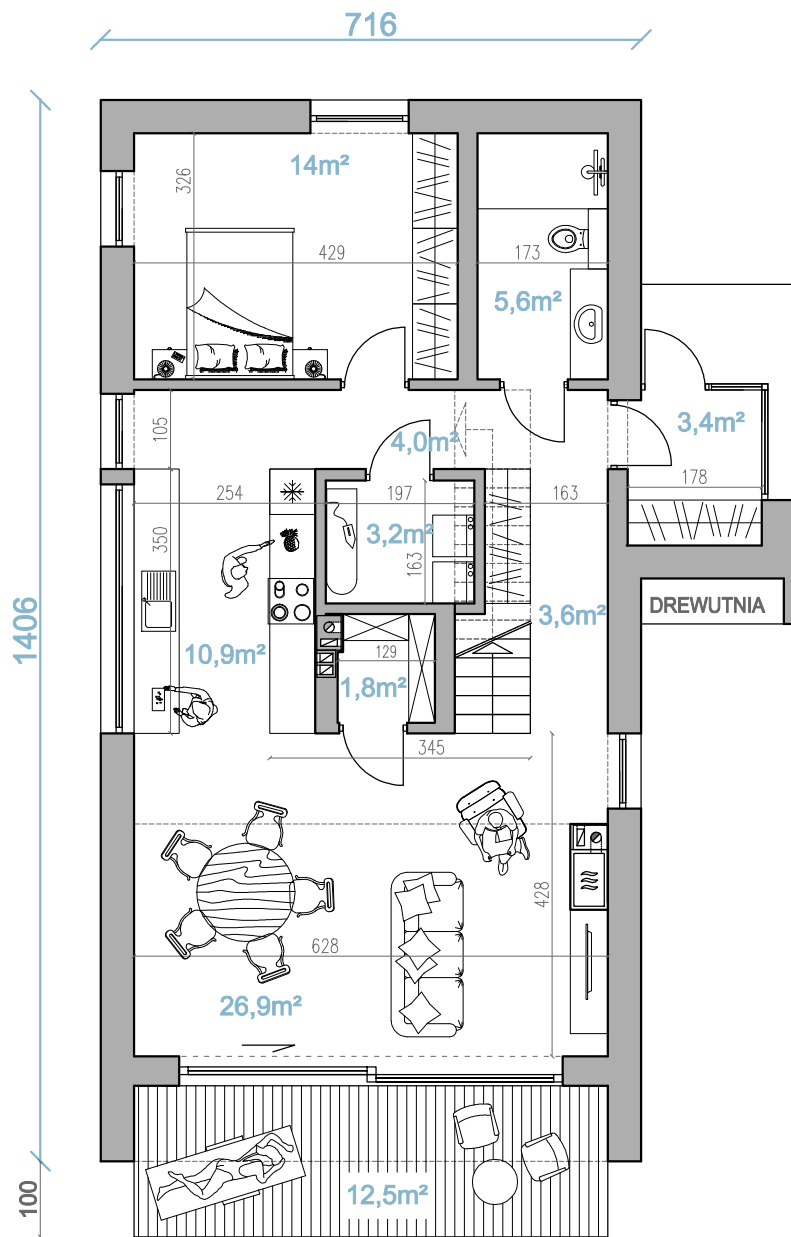 716
14m²
326
429
173
5,6m²
105
4,0m²
3,4m²
178
254
197
163
350
3,2m²
163
3,6m²
DREWUTNIA
1406
10,9m²
129
1,8m²
345
428
628
26,9m²
12,5m²
100